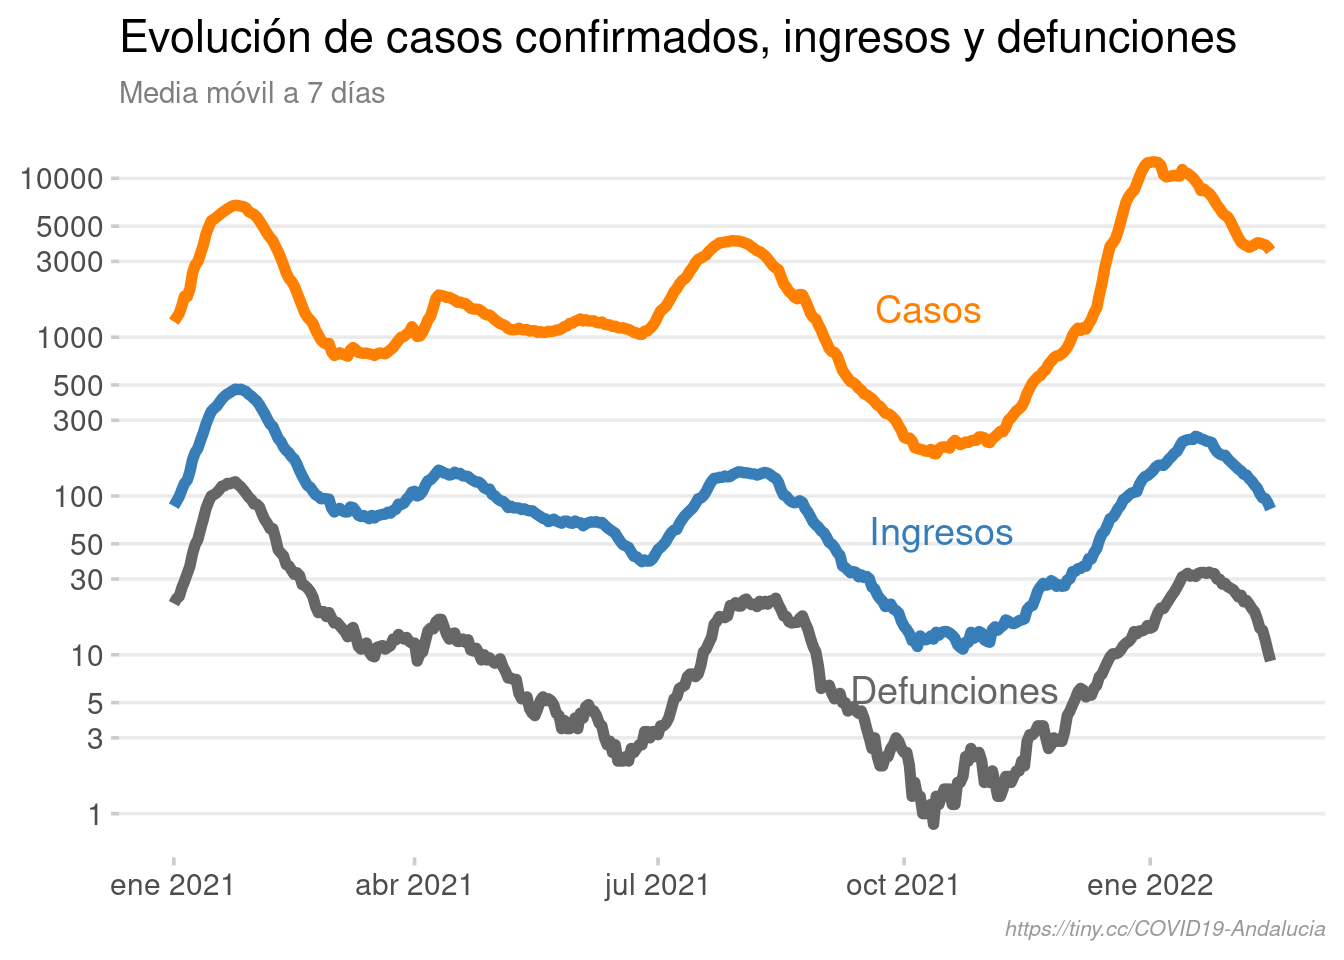 Evolución de casos confirmados, ingresos y defunciones
Media móvil a 7 días
10000
5000
3000
1000
500
300
100
50
30
10
5
3
1
Casos
Ingresos
Defunciones
ene 2021 abr 2021 jul 2021 oct 2021 ene 2022
https://tiny.cc/COVID19-Andalucia